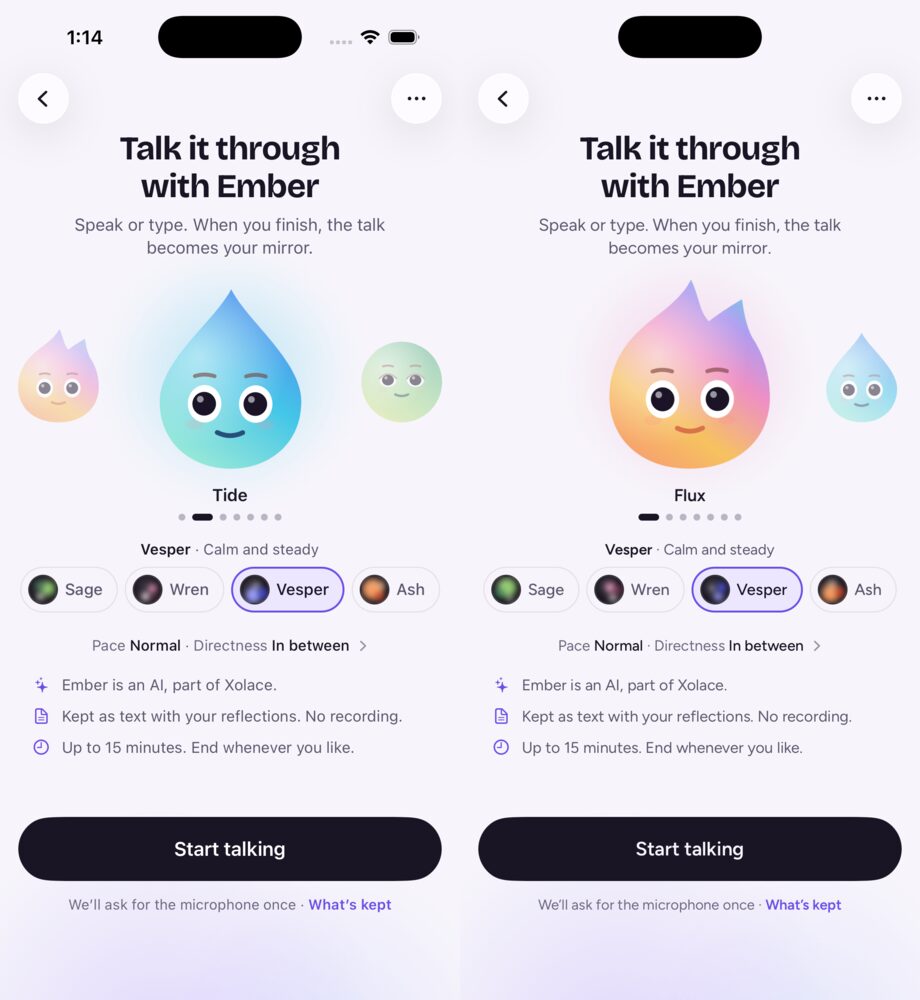 1:14
Talk it through
with Ember
Speak or type. When you finish, the talk
becomes your mirror.
Tide
Vesper · Calm and steady
Sage
Wren
Vesper
Ash
Pace Normal · Directness In between
Ember is an AI, part of Xolace.
Kept as text with your reflections. No recording.
Up to 15 minutes. End whenever you like.
Start talking
We'll ask for the microphone once · What's kept
Talk it through
with Ember
Speak or type. When you finish, the talk
becomes your mirror.
Flux
Vesper · Calm and steady
Sage
Wren
Vesper
Ash
Pace Normal · Directness In between
Ember is an AI, part of Xolace.
Kept as text with your reflections. No recording.
Up to 15 minutes. End whenever you like.
Start talking
We'll ask for the microphone once · What's kept